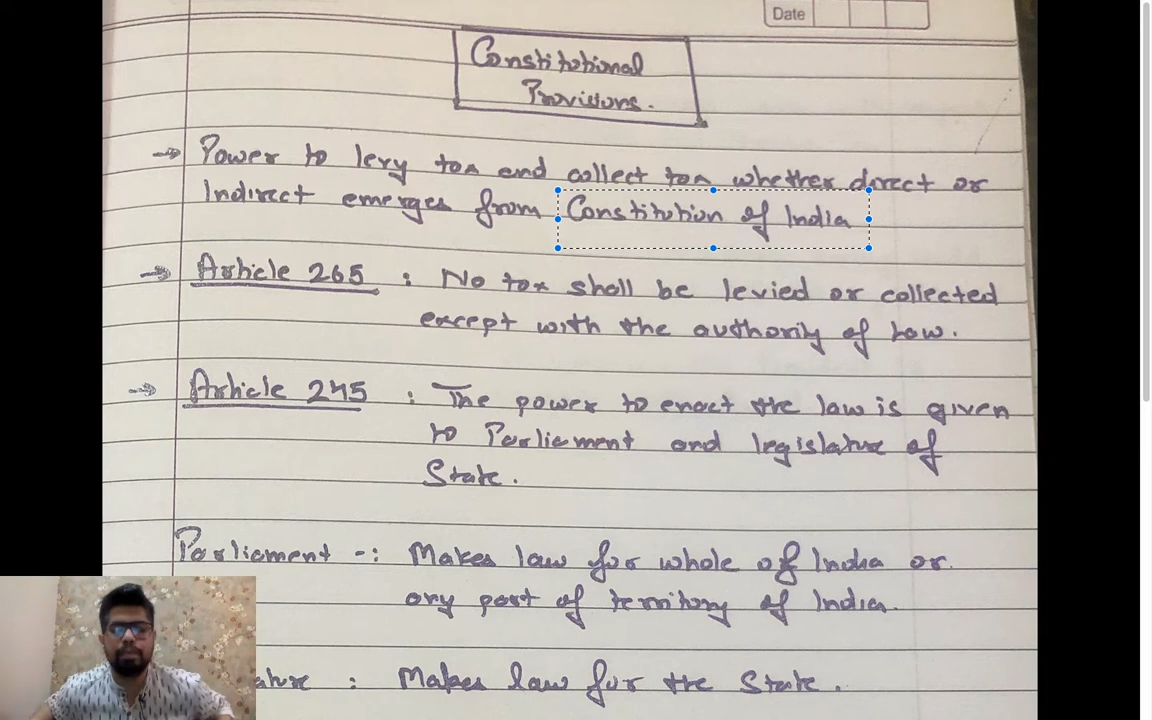 Date
Constitutional
Provisions.
→ Power to levy tax and collect tax whether direct or
Indirect emerges from Constitution of India
→ Article 265 : No tax shall be levied or collected
except with the authority of Law.
→ Article 245 : The power to enact the law is given
to Parliament and legislature of
State.
Parliament -: Makes law for whole of India or
any part of territory of India.
ature : Makes law for the State.